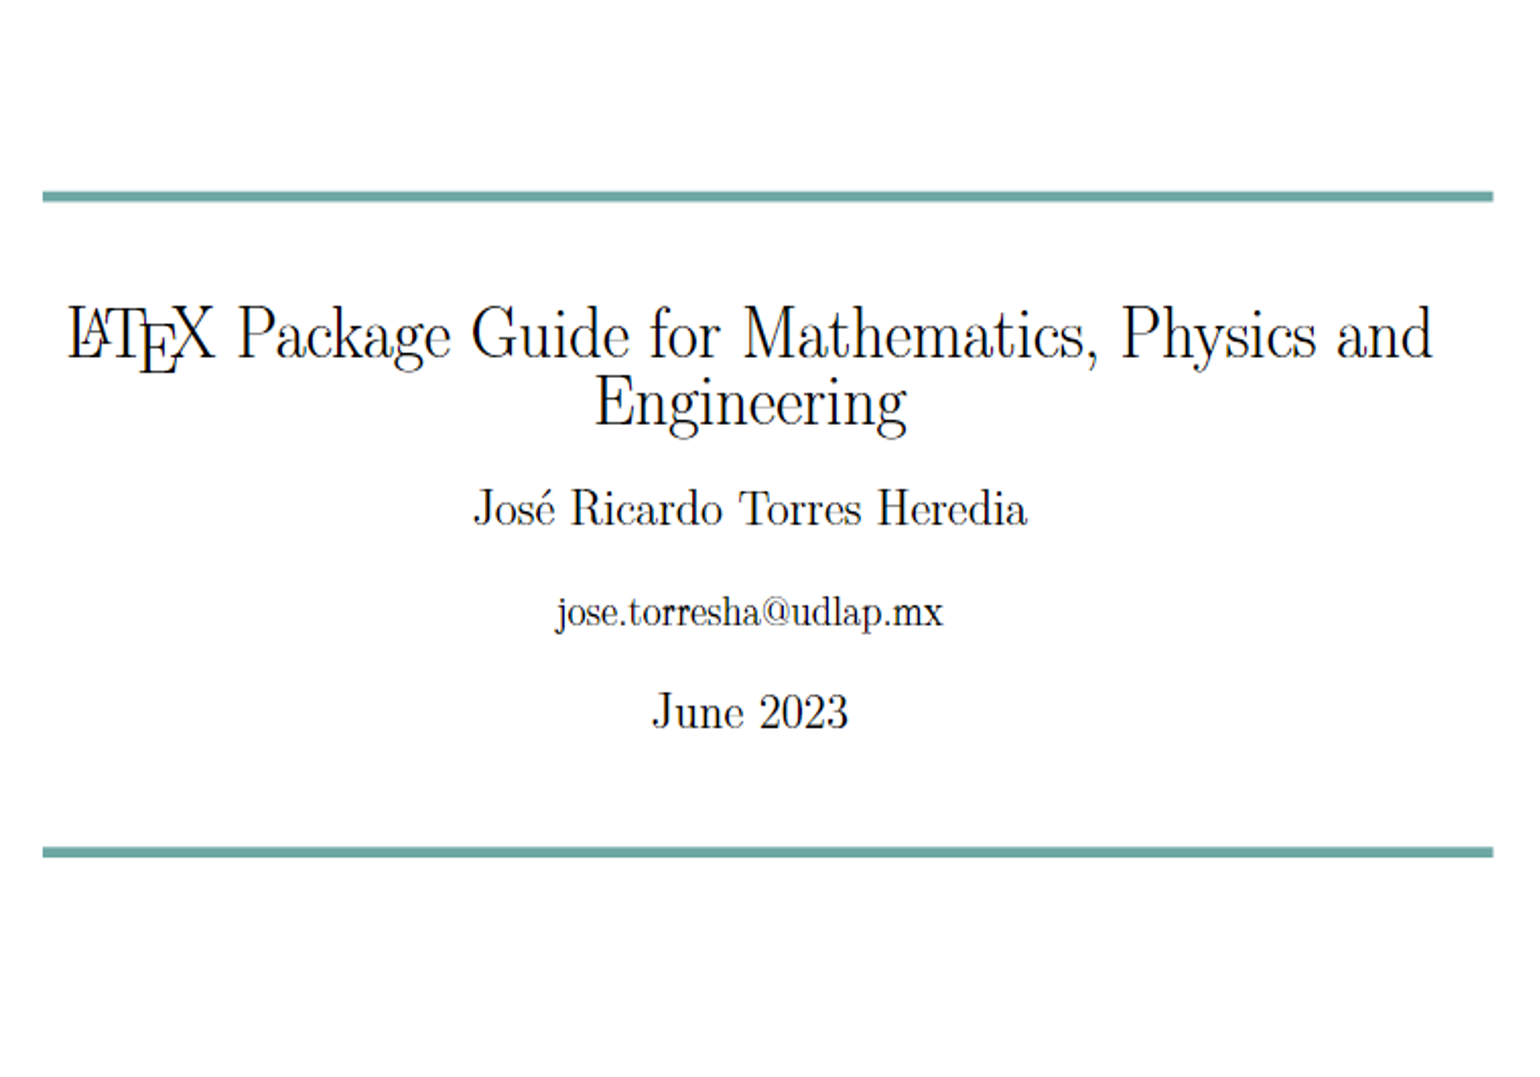 LATEX Package Guide for Mathematics, Physics and
Engineering
José Ricardo Torres Heredia
jose.torresha@udlap.mx
June 2023